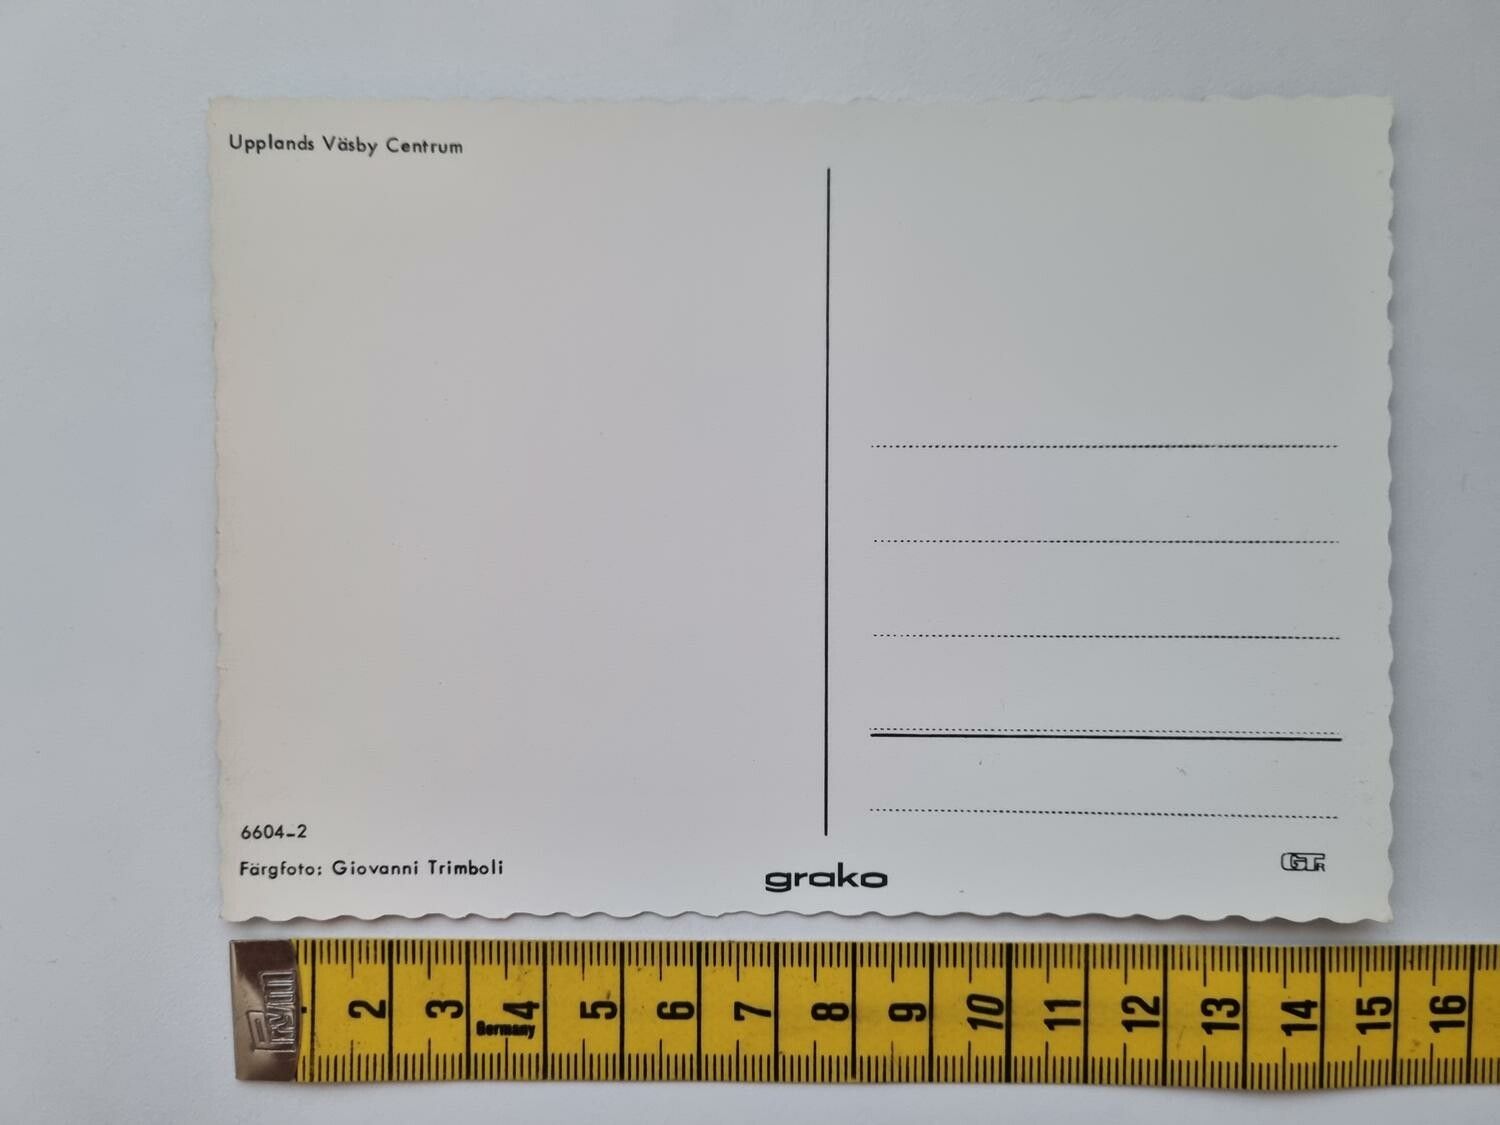 Upplands Väsby Centrum
6604-2
Färgfoto: Giovanni Trimboli
grako
GTR
Prym
2 3 4 5 6 7 8 9 10 11 12 13 14 15 16
Germany